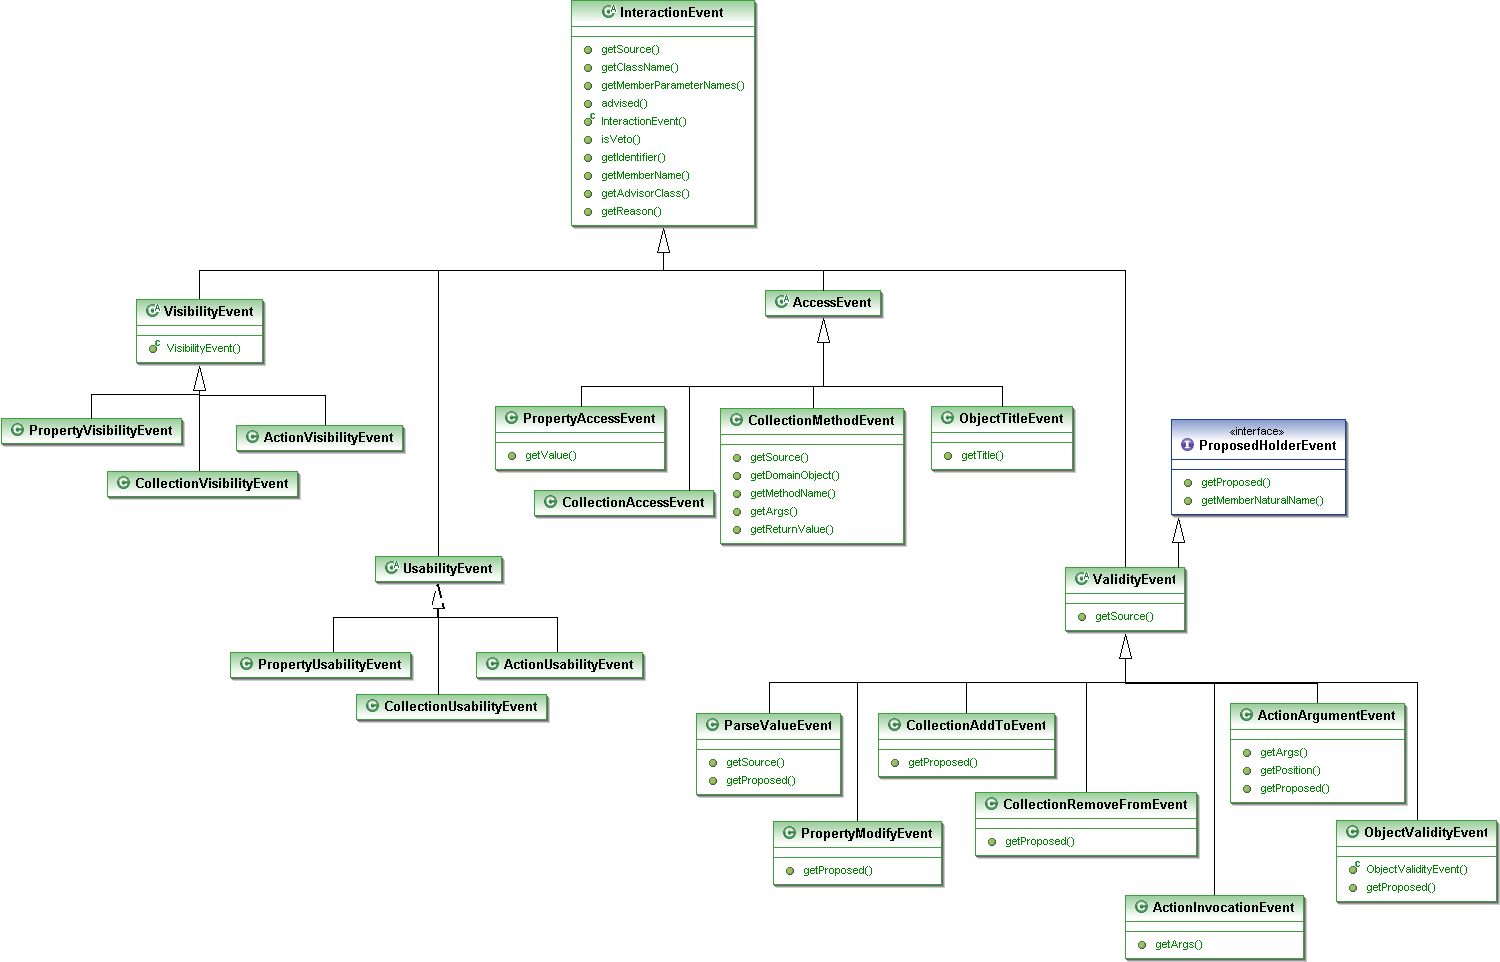 InteractionEvent
getSource()
getClassName()
getMemberParameterNames()
advised()
InteractionEvent()
isVeto()
getIdentifier()
getMemberName()
getAdvisorClass()
getReason()
VisibilityEvent
VisibilityEvent()
AccessEvent
PropertyVisibilityEvent
ActionVisibilityEvent
CollectionVisibilityEvent
PropertyAccessEvent
getValue()
CollectionAccessEvent
CollectionMethodEvent
getSource()
getDomainObject()
getMethodName()
getArgs()
getReturnValue()
ObjectTitleEvent
getTitle()
«interface»
ProposedHolderEvent
getProposed()
getMemberNaturalName()
UsabilityEvent
ValidityEvent
getSource()
PropertyUsabilityEvent
ActionUsabilityEvent
CollectionUsabilityEvent
ParseValueEvent
getSource()
getProposed()
CollectionAddToEvent
getProposed()
ActionArgumentEvent
getArgs()
getPosition()
getProposed()
CollectionRemoveFromEvent
getProposed()
PropertyModifyEvent
getProposed()
ObjectValidityEvent
ObjectValidityEvent()
getProposed()
ActionInvocationEvent
getArgs()